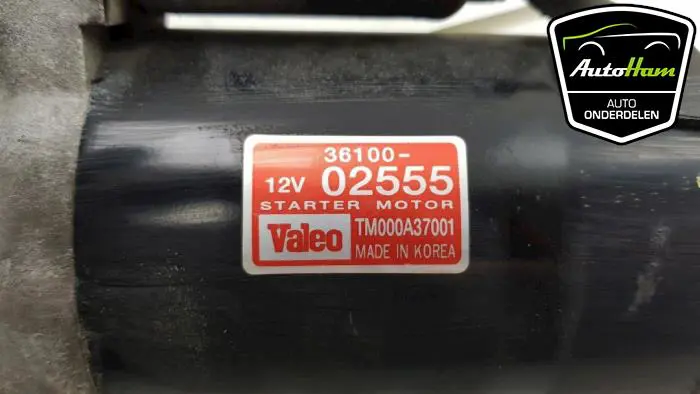 AutoHam
AUTO
ONDERDELEN
36100-
12V 02555
STARTER MOTOR
Valeo TM000A37001
MADE IN KOREA